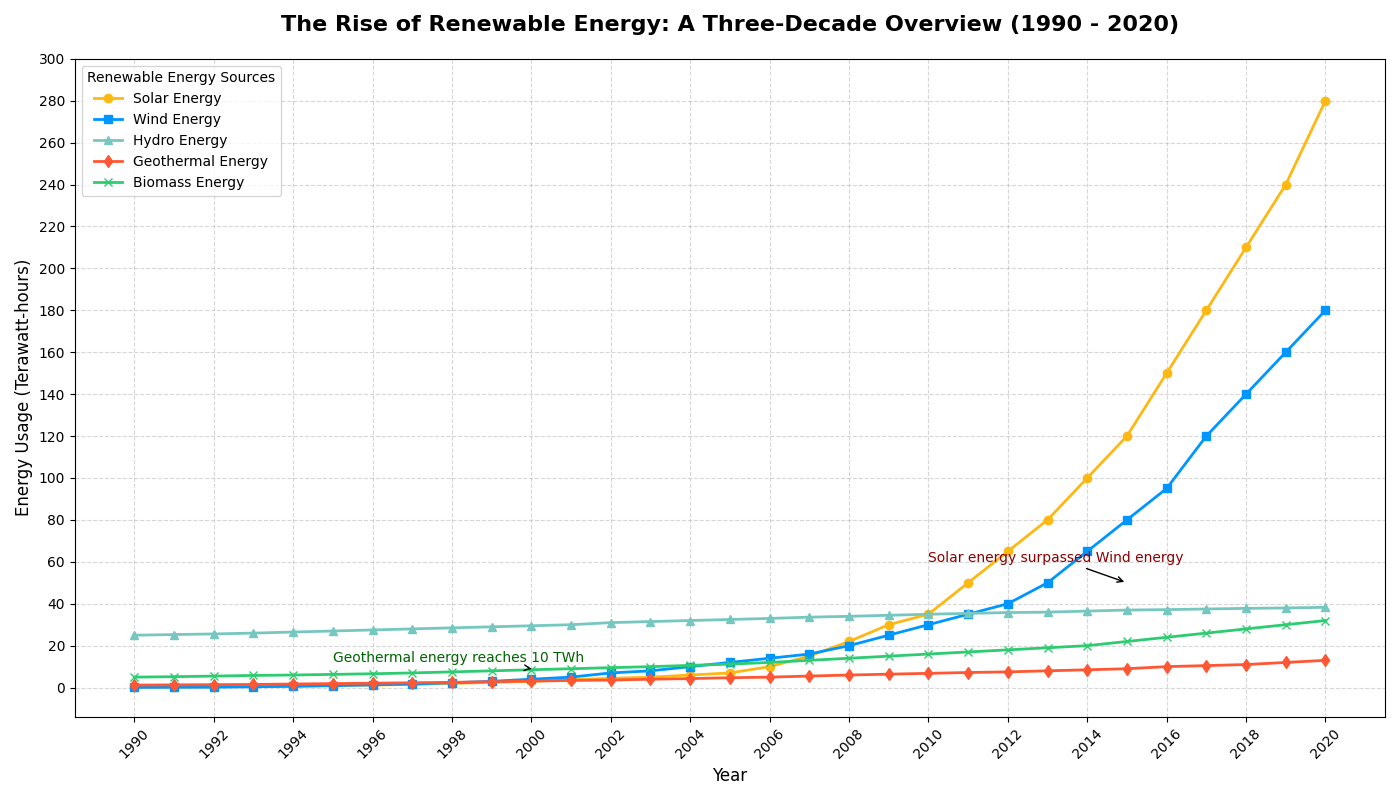 The Rise of Renewable Energy: A Three-Decade Overview (1990 - 2020)
Energy Usage (Terawatt-hours)
300
280
260
240
220
200
180
160
140
120
100
80
60
40
20
0
Renewable Energy Sources
Solar Energy
Wind Energy
Hydro Energy
Geothermal Energy
Biomass Energy
Solar energy surpassed Wind energy
Geothermal energy reaches 10 TWh
1990
1992
1994
1996
1998
2000
2002
2004
2006
2008
2010
2012
2014
2016
2018
2020
Year